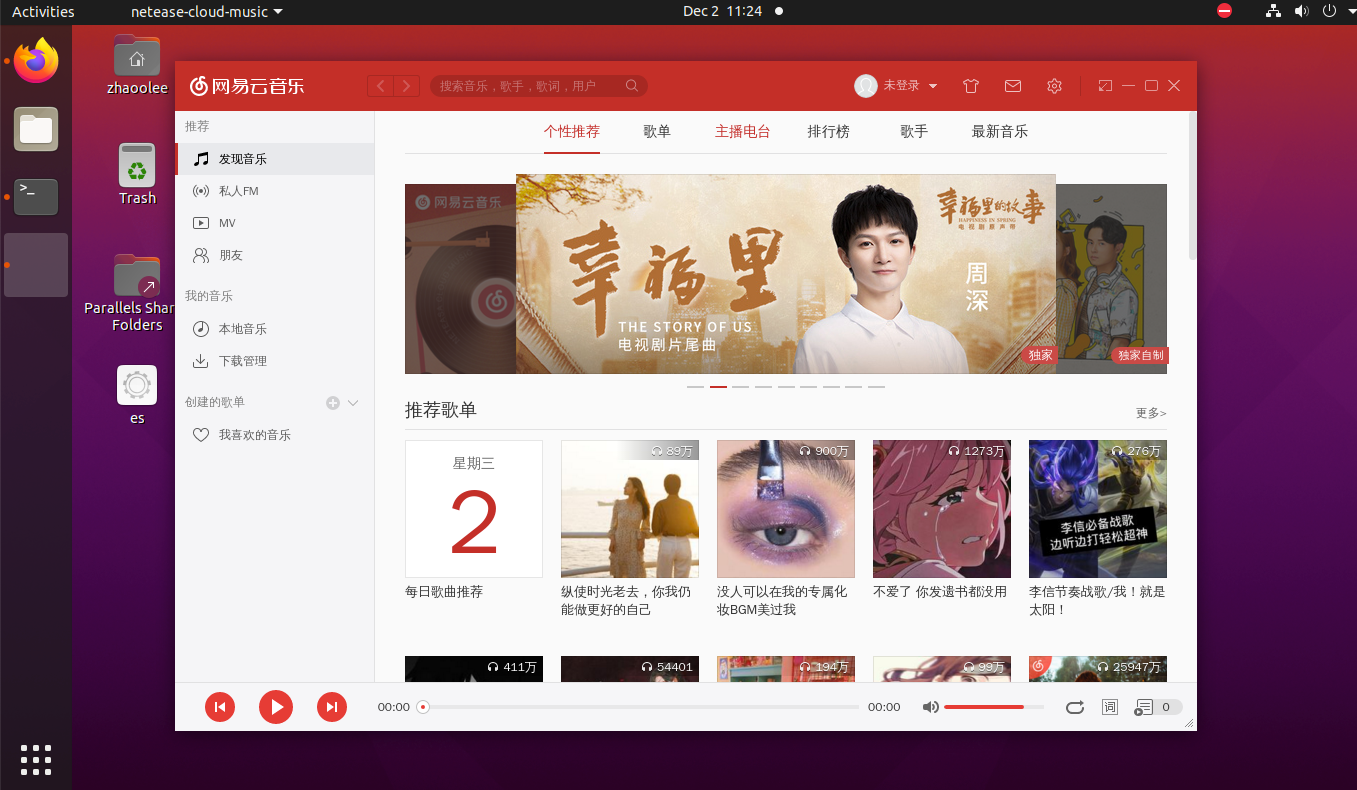 Activities
netease-cloud-music
Dec 2 11:24
zhaoolee
Trash
Parallels Shar
Folders
es
网易云音乐
搜索音乐，歌手，歌词，用户
未登录
推荐
发现音乐
私人FM
MV
朋友
我的音乐
本地音乐
下载管理
创建的歌单
我喜欢的音乐
个性推荐
歌单
主播电台
排行榜
歌手
最新音乐
网易云音乐
幸福里
THE STORY OF US
电视剧片尾曲
幸福里的故事
HAPPINESS IN SPRING
电视剧原声带
周深
独家
独家自制
推荐歌单
更多>
星期三
2
89万
900万
1273万
276万
李信必备战歌
边听边打轻松超神
每日歌曲推荐
纵使时光老去，你我仍
能做更好的自己
没人可以在我的专属化
妆BGM美过我
不爱了 你发遗书都没用
李信节奏战歌/我！就是
太阳！
411万
54401
194万
99万
25947万
00:00
00:00
词
0